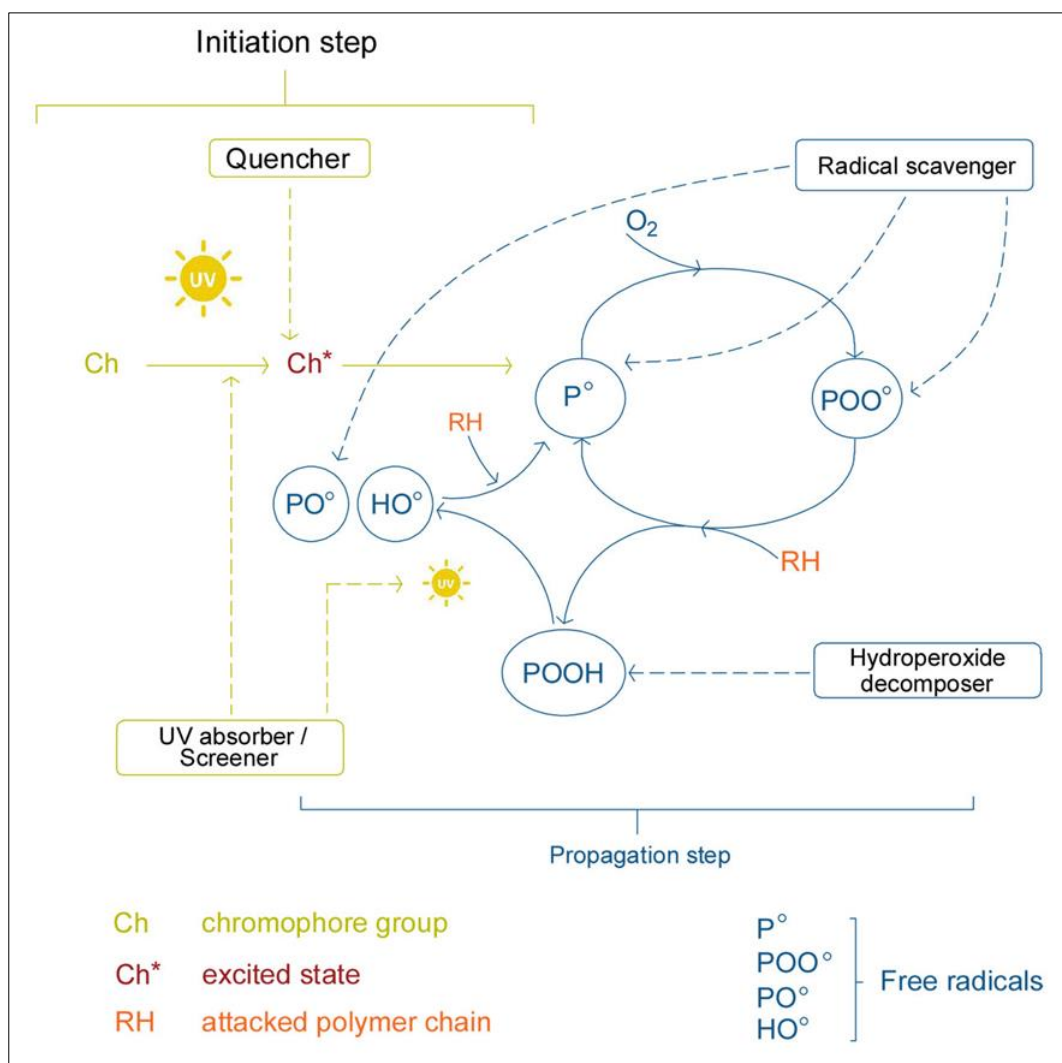 Initiation step
Quencher
Radical scavenger
O₂
UV
Ch
Ch*
P°
POO°
RH
PO°
HO°
RH
UV
POOH
Hydroperoxide
decomposer
UV absorber /
Screener
Propagation step
Ch chromophore group
Ch* excited state
RH attacked polymer chain
P°
POO°
PO°
HO°
Free radicals